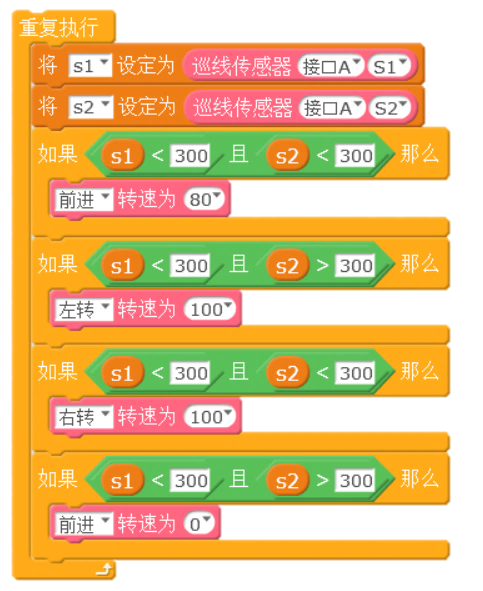 重复执行
将 s1 设定为 巡线传感器 接口A S1
将 s2 设定为 巡线传感器 接口A S2
如果 s1 < 300 且 s2 < 300 那么
前进 转速为 80
如果 s1 < 300 且 s2 > 300 那么
左转 转速为 100
如果 s1 < 300 且 s2 < 300 那么
右转 转速为 100
如果 s1 < 300 且 s2 > 300 那么
前进 转速为 0